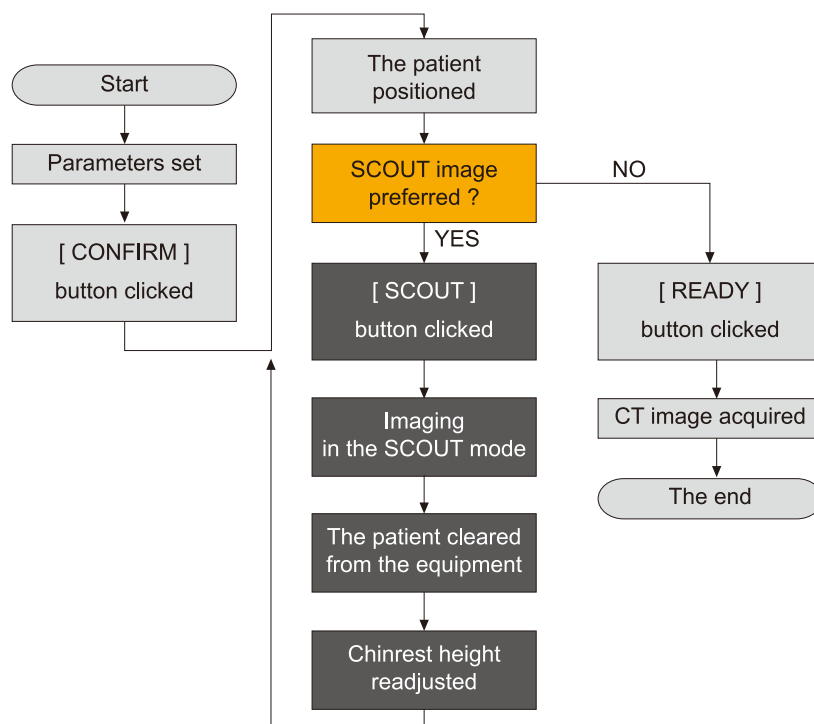 Start
Parameters set
[ CONFIRM ]
button clicked
The patient
positioned
SCOUT image
preferred ?
NO
YES
[ SCOUT ]
button clicked
Imaging
in the SCOUT mode
The patient cleared
from the equipment
Chinrest height
readjusted
[ READY ]
button clicked
CT image acquired
The end